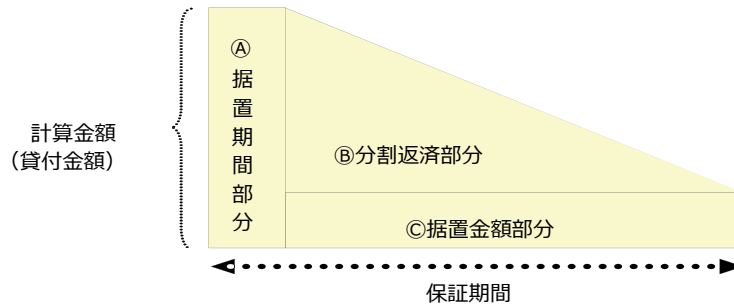 計算金額
（貸付金額）
Ⓐ据置期間部分
Ⓑ分割返済部分
Ⓒ据置金額部分
保証期間